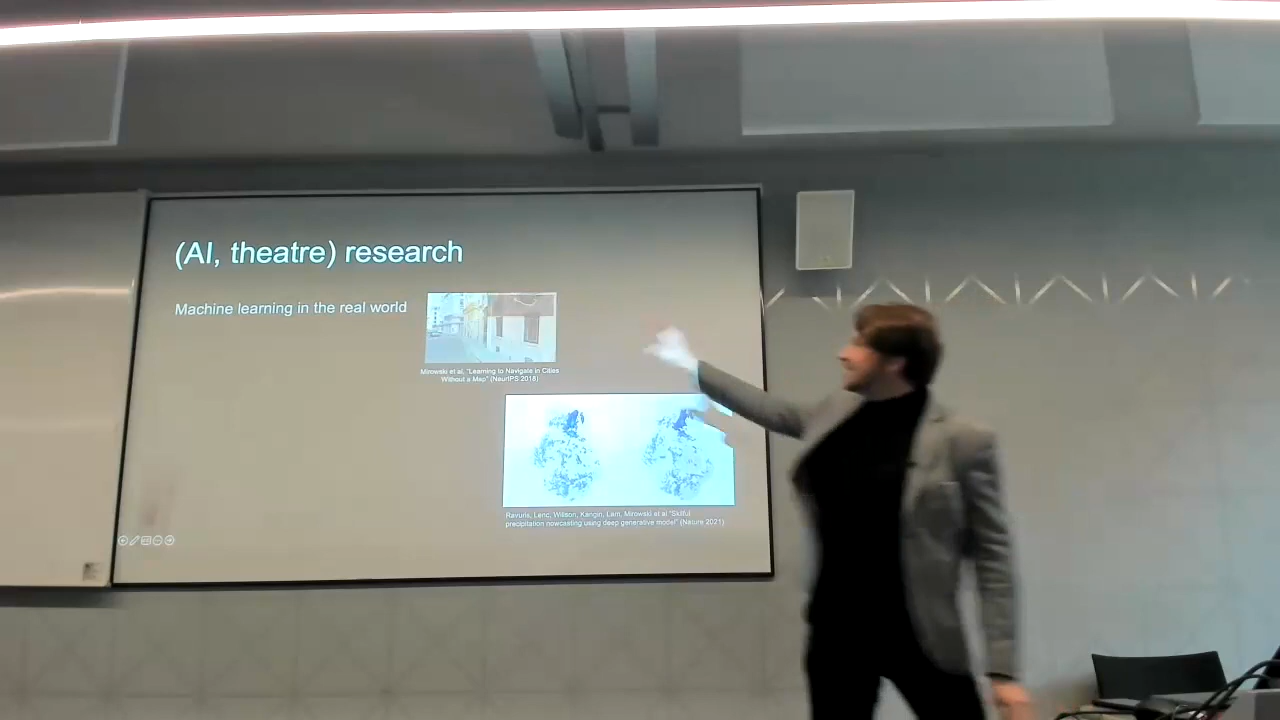 (AI, theatre) research
Machine learning in the real world
Mirowski et al, "Learning to Navigate in Cities
Without a Map" (NeurIPS 2018)
Ravuris, Lenc, Willson, Kangin, Lam, Mirowski et al "Skilful
precipitation nowcasting using deep generative model" (Nature 2021)